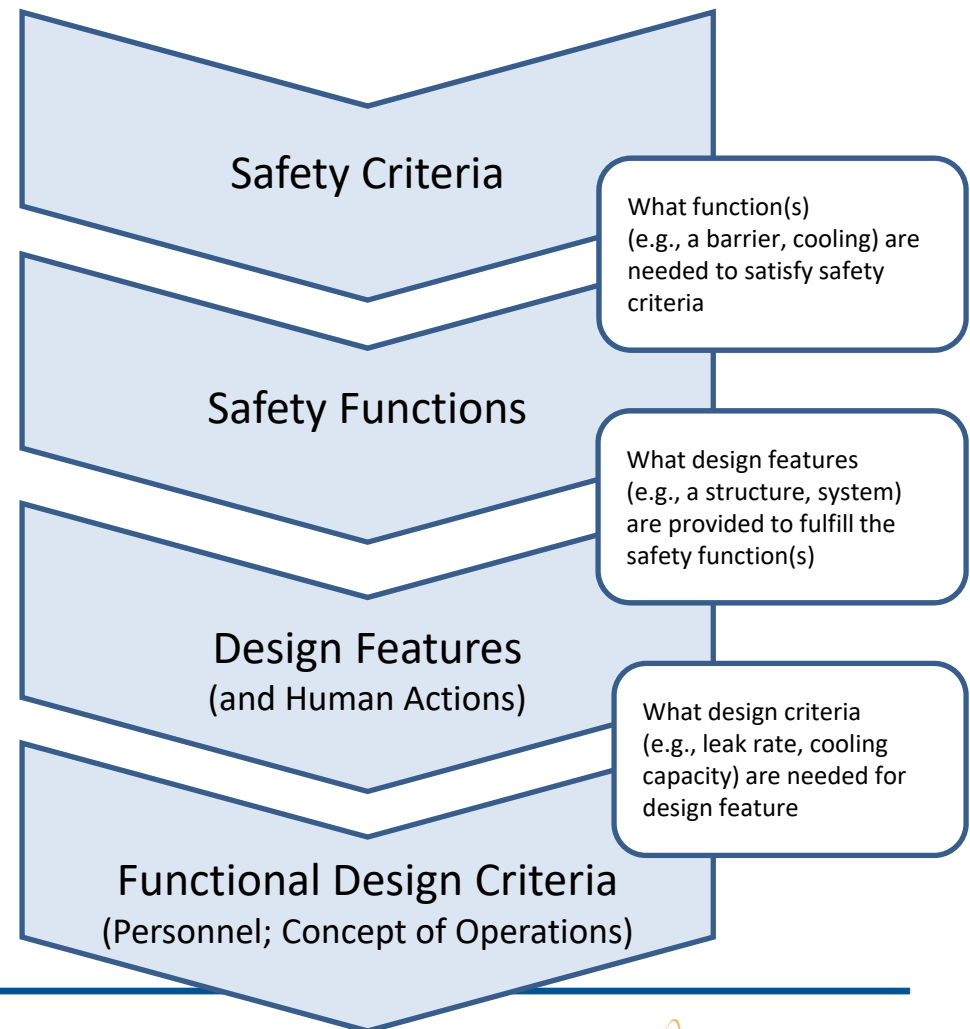 Safety Criteria
What function(s)
(e.g., a barrier, cooling) are
needed to satisfy safety
criteria
Safety Functions
What design features
(e.g., a structure, system)
are provided to fulfill the
safety function(s)
Design Features
(and Human Actions)
What design criteria
(e.g., leak rate, cooling
capacity) are needed for
design feature
Functional Design Criteria
(Personnel; Concept of Operations)